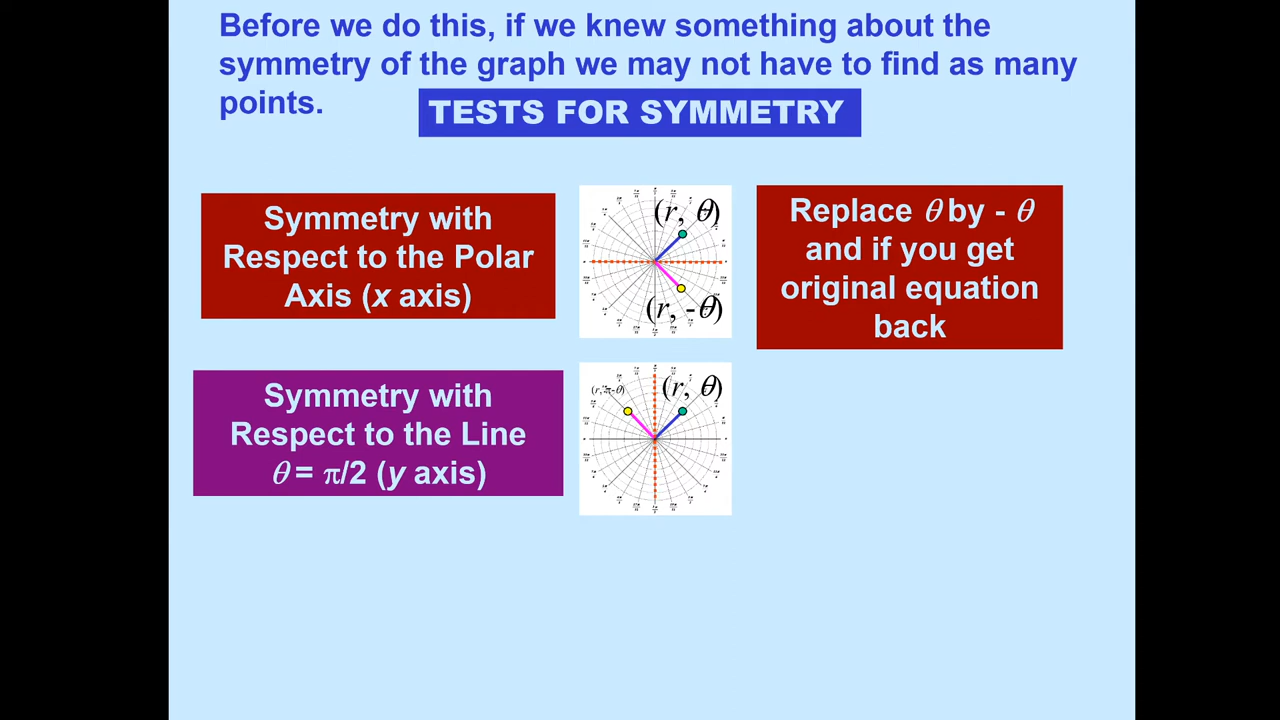 Before we do this, if we knew something about the
symmetry of the graph we may not have to find as many
points.
TESTS FOR SYMMETRY
Symmetry with
Respect to the Polar
Axis (x axis)
(r, θ)
(r, -θ)
Replace θ by - θ
and if you get
original equation
back
Symmetry with
Respect to the Line
θ = π/2 (y axis)
(r, π-θ)
(r, θ)